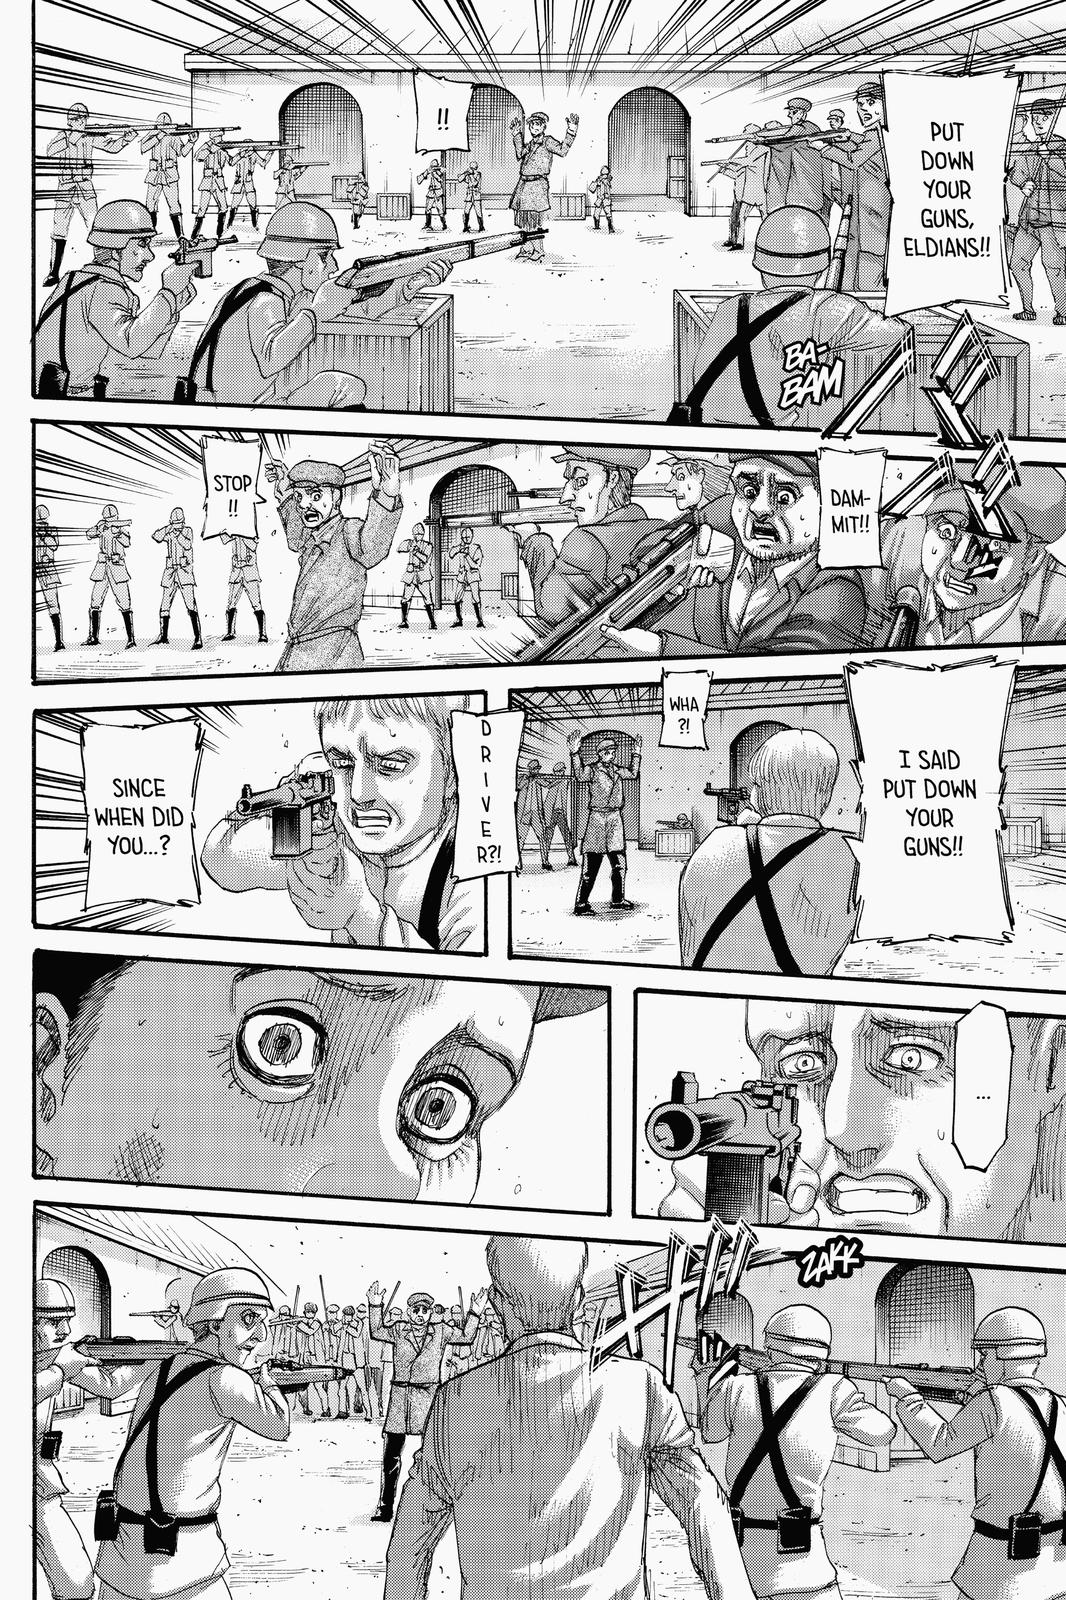 !!
PUT
DOWN
YOUR
GUNS,
ELDIANS!!
BA-
BAM
STOP
!!
DAM-
MIT!!
SINCE
WHEN DID
YOU...?
DRIVER?!
WHA
?!
I SAID
PUT DOWN
YOUR
GUNS!!
...
ZAKK